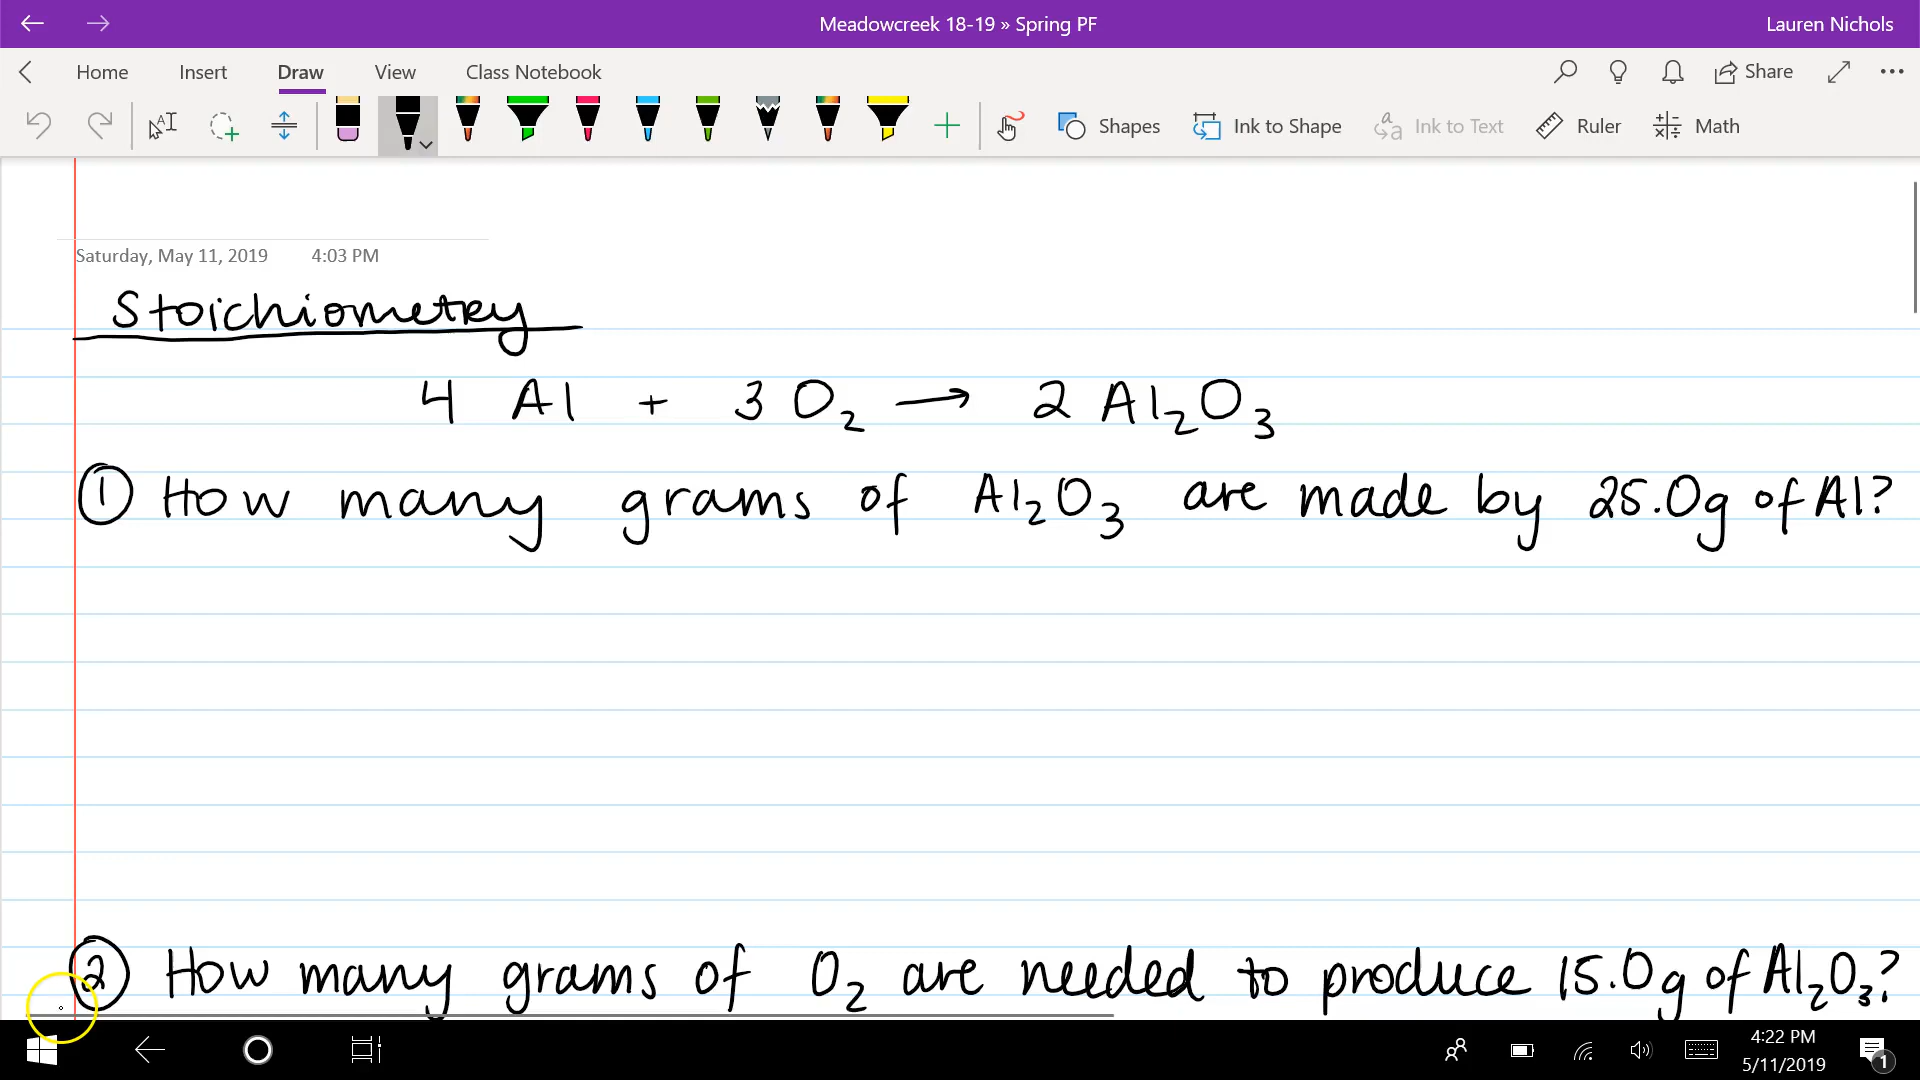 Meadowcreek 18-19 » Spring PF
Lauren Nichols
Home Insert Draw View Class Notebook
Share
Shapes Ink to Shape Ink to Text Ruler Math
Saturday, May 11, 2019 4:03 PM
Stoichiometry
4 Al + 3 O₂ → 2 Al₂O₃
① How many grams of Al₂O₃ are made by 25.0g of Al?
② How many grams of O₂ are needed to produce 15.0g of Al₂O₃?
4:22 PM
5/11/2019
1